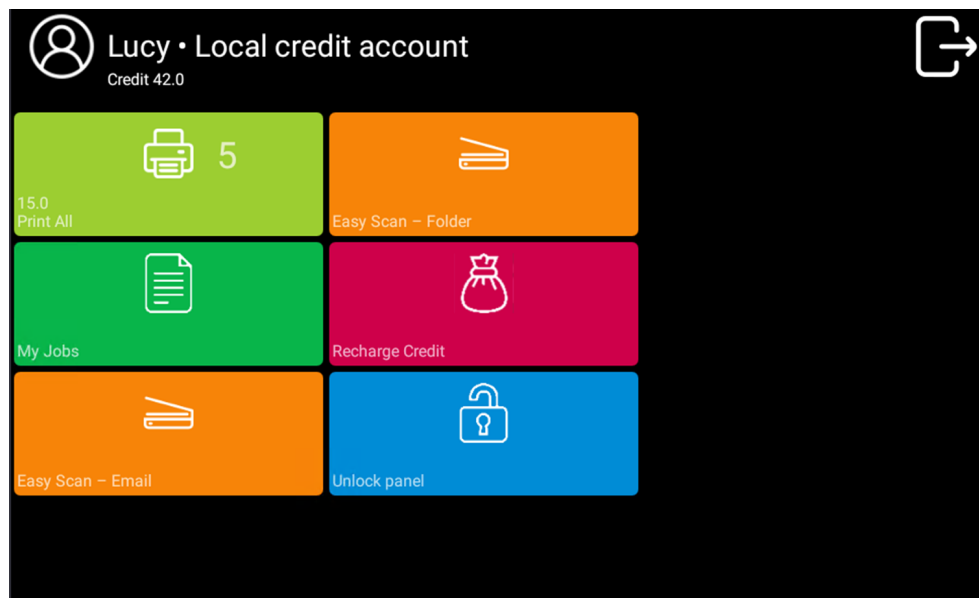 Lucy • Local credit account
Credit 42.0
5
15.0
Print All
Easy Scan – Folder
My Jobs
Recharge Credit
Easy Scan – Email
Unlock panel